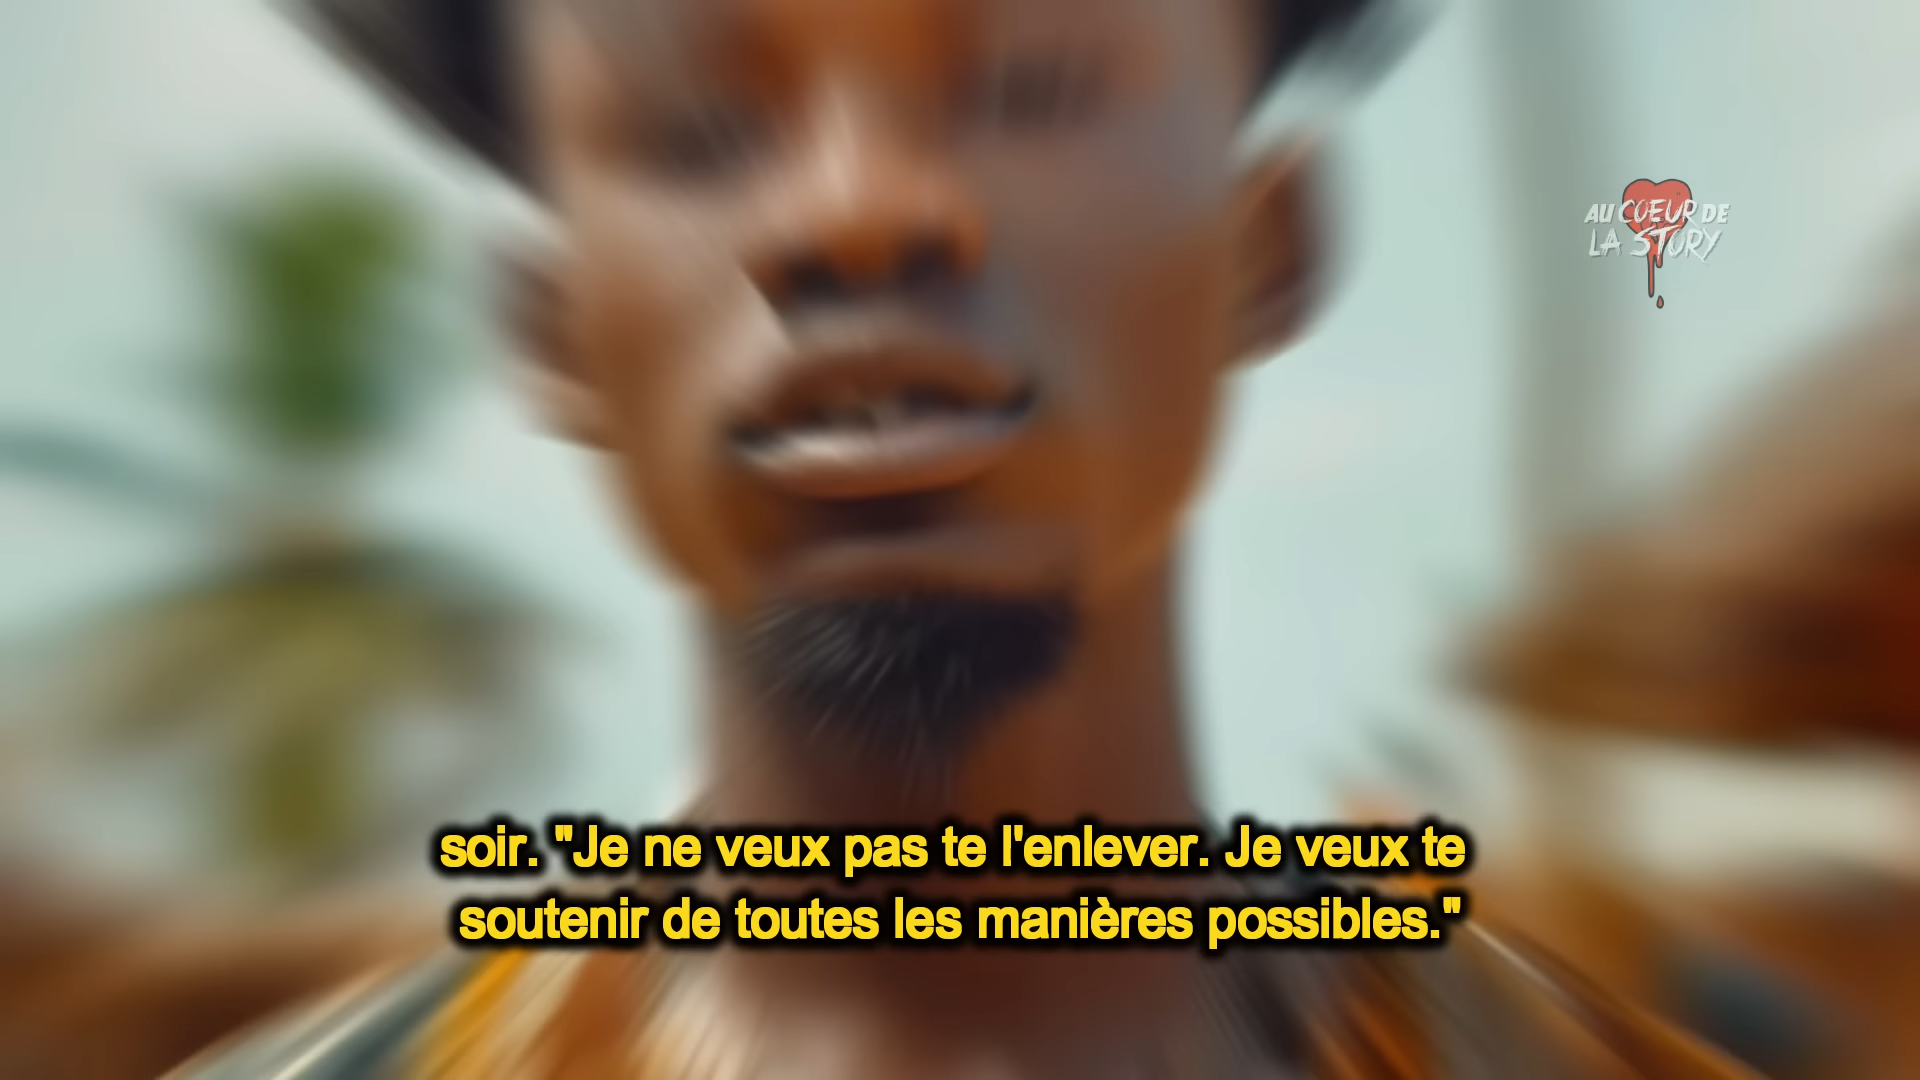 AU COEUR DE
LA STORY
soir. "Je ne veux pas te l'enlever. Je veux te
soutenir de toutes les manières possibles."